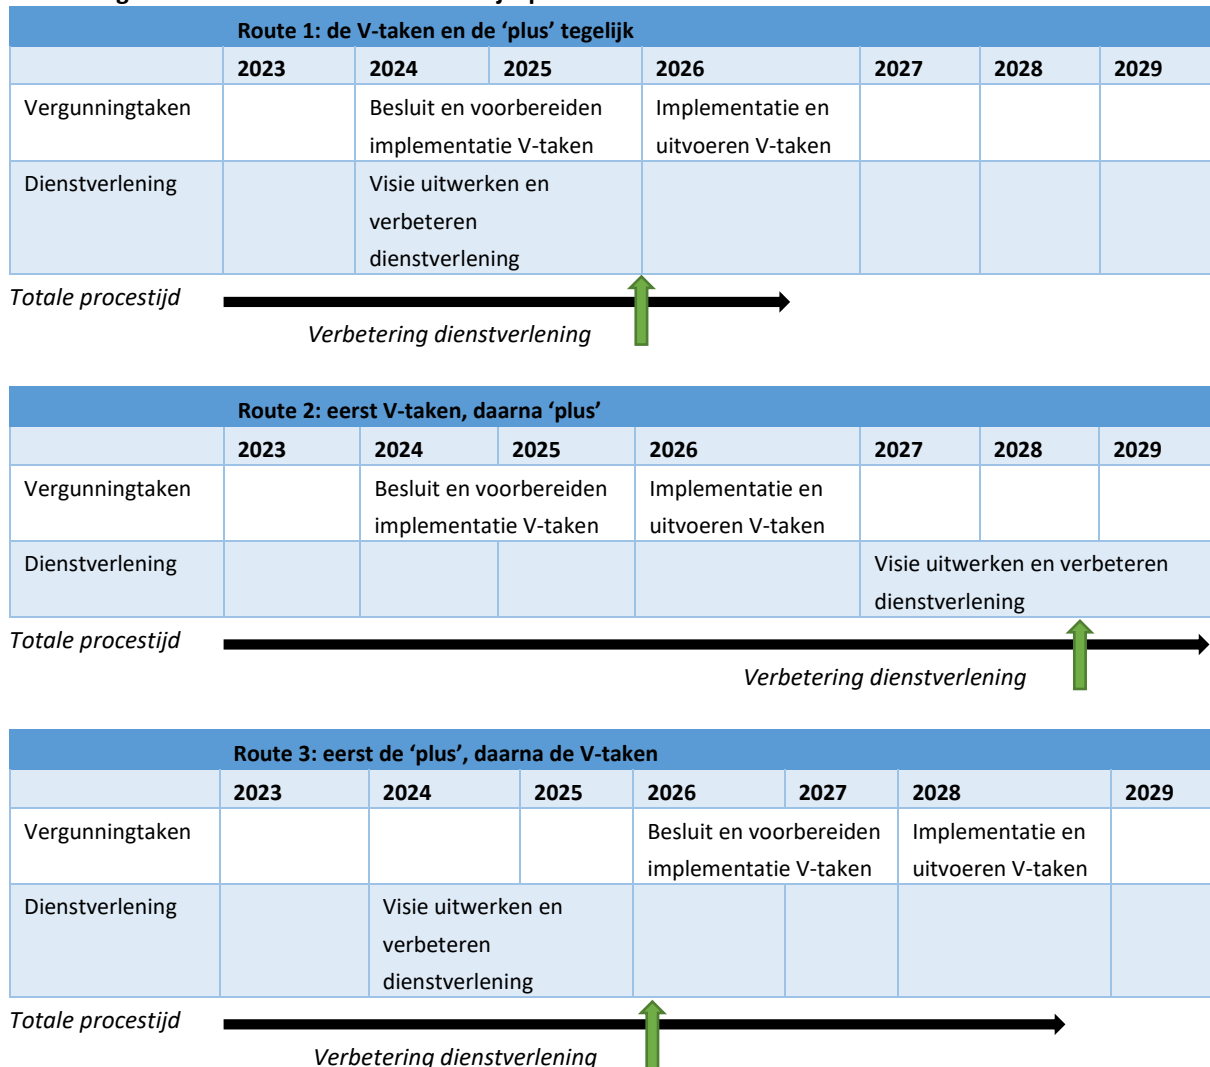 Route 1: de V-taken en de ‘plus’ tegelijk
2023 2024 2025 2026 2027 2028 2029
Vergunningtaken Besluit en voorbereiden Implementatie en
implementatie V-taken uitvoeren V-taken
Dienstverlening Visie uitwerken en
verbeteren
dienstverlening
Totale procestijd
Verbetering dienstverlening
Route 2: eerst V-taken, daarna ‘plus’
2023 2024 2025 2026 2027 2028 2029
Vergunningtaken Besluit en voorbereiden Implementatie en
implementatie V-taken uitvoeren V-taken
Dienstverlening Visie uitwerken en verbeteren
dienstverlening
Totale procestijd
Verbetering dienstverlening
Route 3: eerst de ‘plus’, daarna de V-taken
2023 2024 2025 2026 2027 2028 2029
Vergunningtaken Besluit en voorbereiden Implementatie en
implementatie V-taken uitvoeren V-taken
Dienstverlening Visie uitwerken en
verbeteren
dienstverlening
Totale procestijd
Verbetering dienstverlening